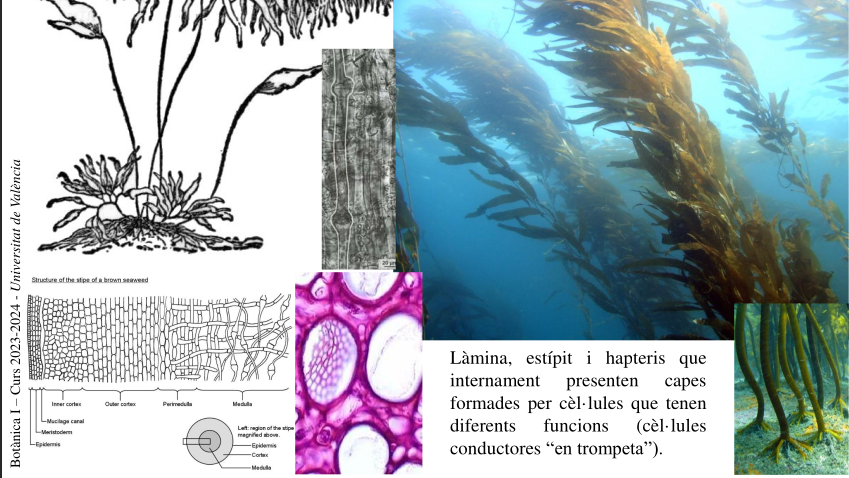 Botànica I – Curs 2023-2024 - Universitat de València
20 µm
Structure of the stipe of a brown seaweed
Inner cortex
Outer cortex
Perimedulla
Medulla
Mucilage canal
Meristoderm
Epidermis
Left: region of the stipe
magnified above.
Epidermis
Cortex
Medulla
Làmina, estípit i hapteris que
internament presenten capes
formades per cèl·lules que tenen
diferents funcions (cèl·lules
conductores “en trompeta”).